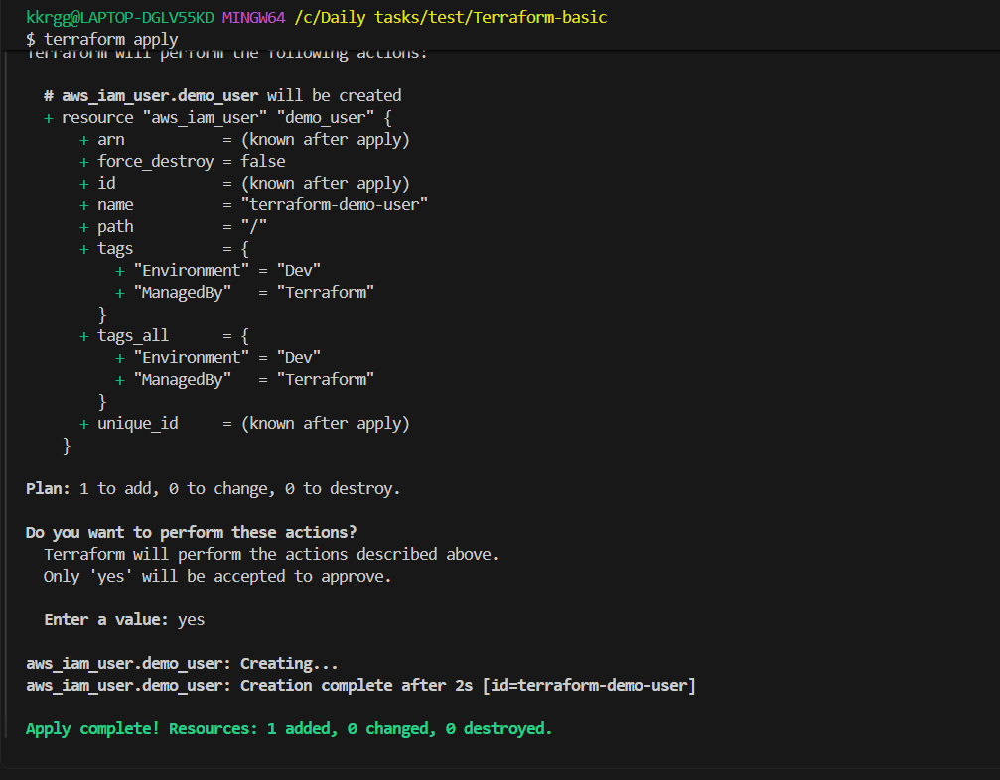 kkrgg@LAPTOP-DGLV55KD MINGW64 /c/Daily tasks/test/Terraform-basic
$ terraform apply
Terraform will perform the following actions:
# aws_iam_user.demo_user will be created
+ resource "aws_iam_user" "demo_user" {
+ arn = (known after apply)
+ force_destroy = false
+ id = (known after apply)
+ name = "terraform-demo-user"
+ path = "/"
+ tags = {
+ "Environment" = "Dev"
+ "ManagedBy" = "Terraform"
}
+ tags_all = {
+ "Environment" = "Dev"
+ "ManagedBy" = "Terraform"
}
+ unique_id = (known after apply)
}
Plan: 1 to add, 0 to change, 0 to destroy.
Do you want to perform these actions?
Terraform will perform the actions described above.
Only 'yes' will be accepted to approve.
Enter a value: yes
aws_iam_user.demo_user: Creating...
aws_iam_user.demo_user: Creation complete after 2s [id=terraform-demo-user]
Apply complete! Resources: 1 added, 0 changed, 0 destroyed.